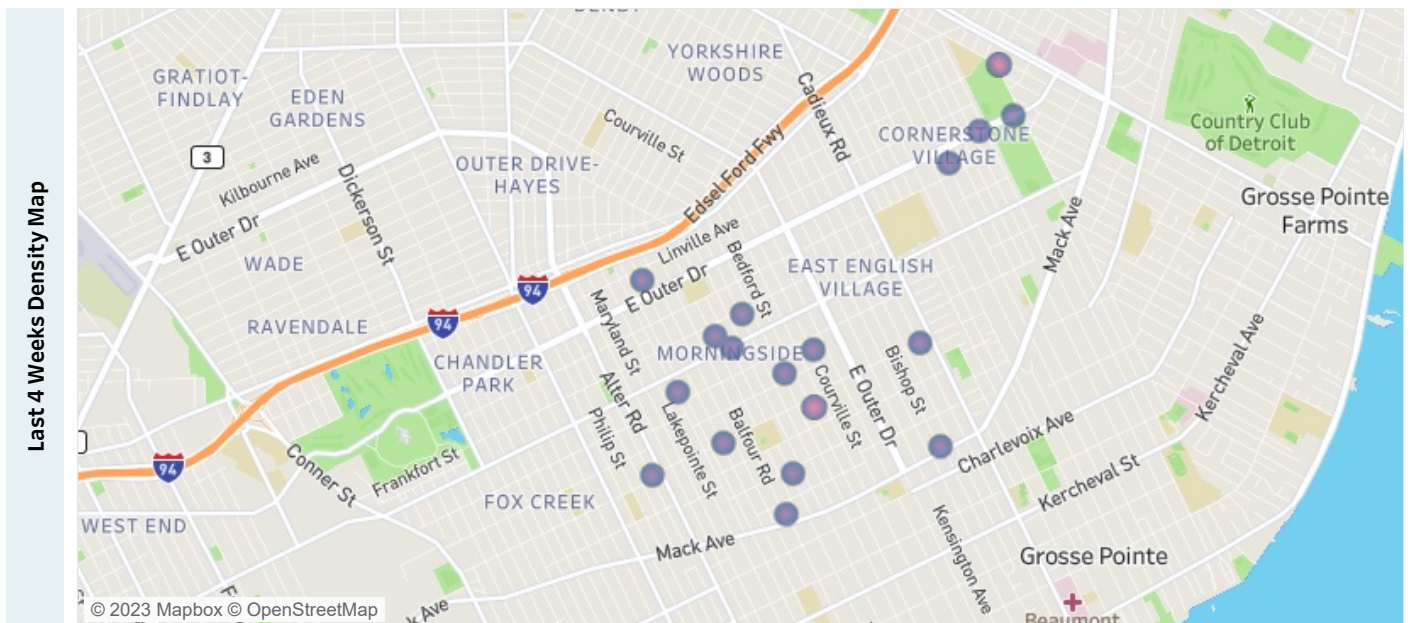 Last 4 Weeks Density Map
YORKSHIRE
WOODS
GRATIOT-
FINDLAY
EDEN
GARDENS
Cadieux Rd
Courville St
CORNERSTONE
VILLAGE
Country Club
of Detroit
3
Kilbourne Ave
OUTER DRIVE-
HAYES
Edsel Ford Fwy
Dickerson St
E Outer Dr
Grosse Pointe
Farms
Mack Ave
Linville Ave
WADE
Bedford St
EAST ENGLISH
VILLAGE
E Outer Dr
94
94
RAVENDALE
Maryland St
MORNINGSIDE
CHANDLER
PARK
Bishop St
Kercheval Ave
E Outer Dr
Courville St
Alter Rd
Philip St
Lakepointe St
Balfour Rd
Charlevoix Ave
94
Conner St
Frankfort St
Kercheval St
FOX CREEK
WEST END
Mack Ave
Kensington Ave
Grosse Pointe
© 2023 Mapbox © OpenStreetMap
Beaumont